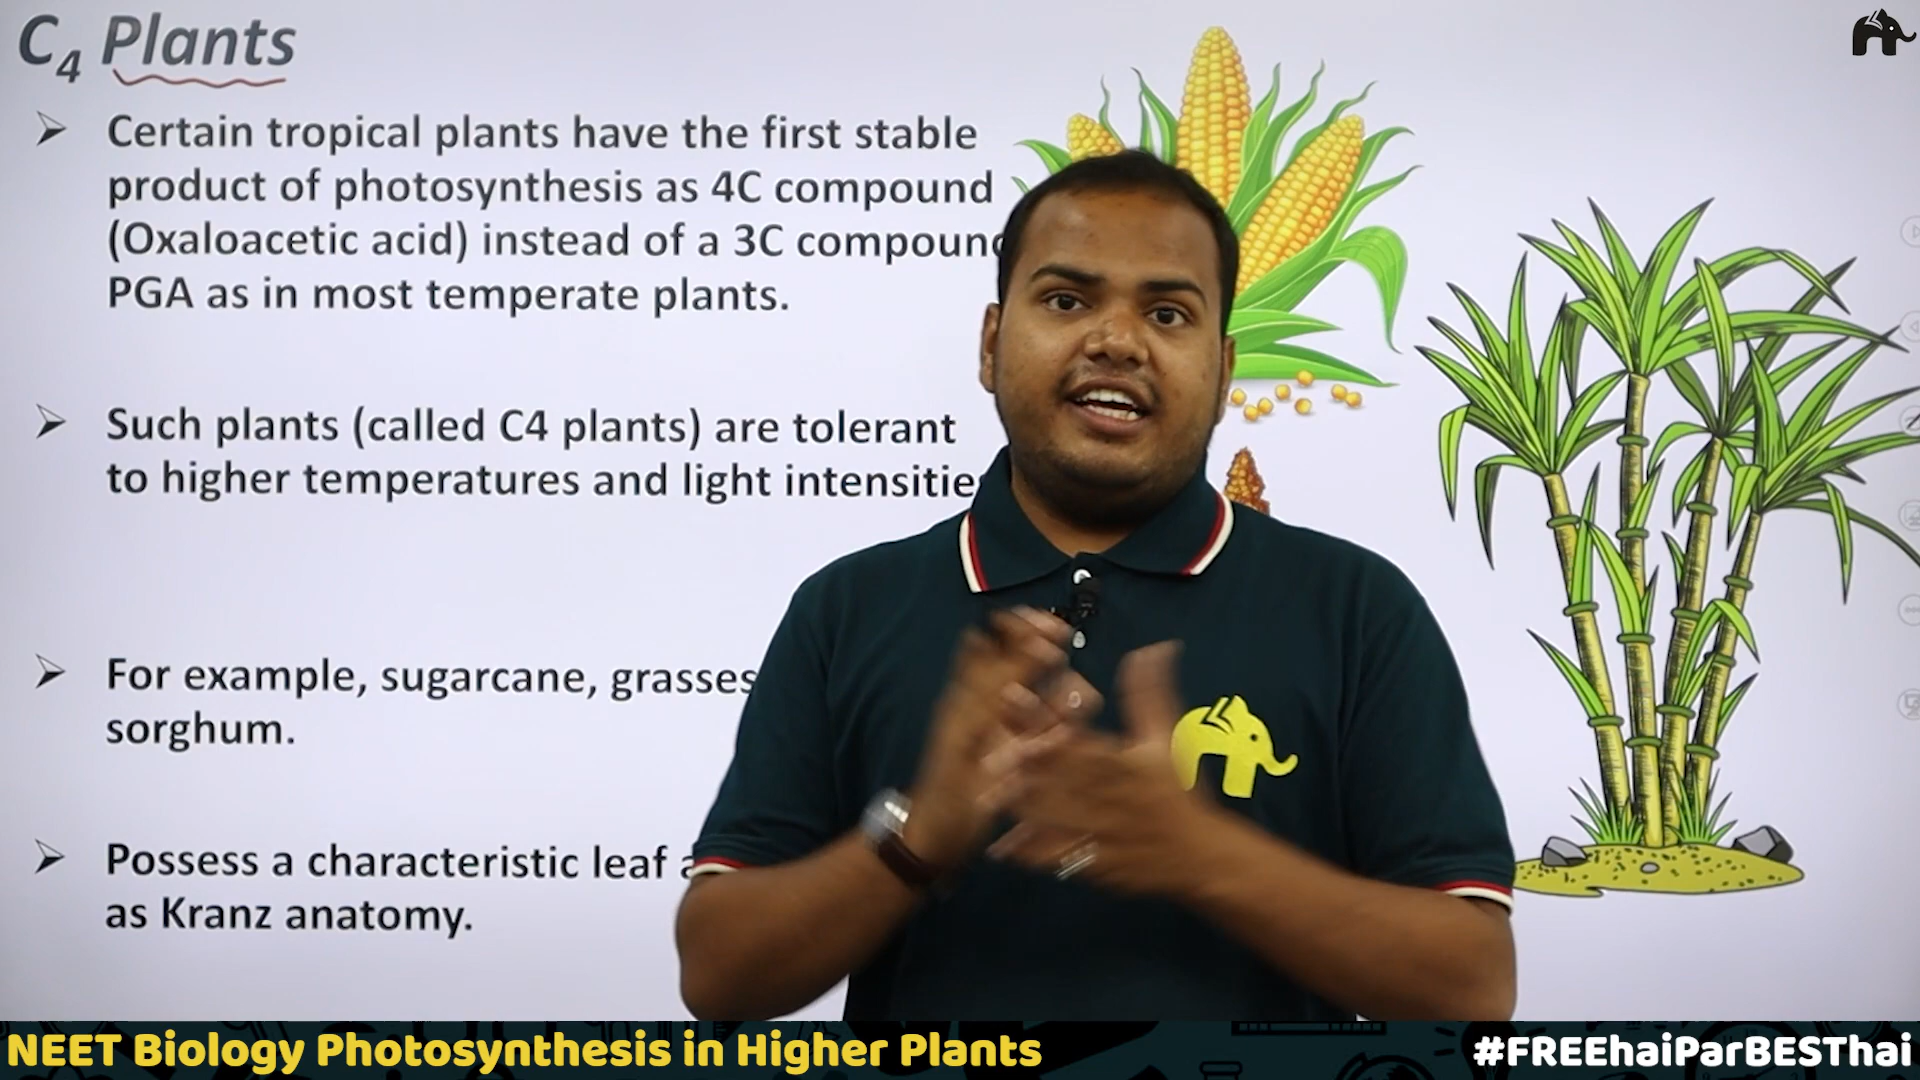 C4 Plants
➢ Certain tropical plants have the first stable
product of photosynthesis as 4C compound
(Oxaloacetic acid) instead of a 3C
PGA as in most temperate plants.
➢ Such plants (called C4 plants) are tolerant
to higher temperatures and light
➢ For example, sugarcane, grasses
sorghum.
➢ Possess a characteristic leaf
as Kranz anatomy.
NEET Biology Photosynthesis in Higher Plants
#FREEhaiParBESThai